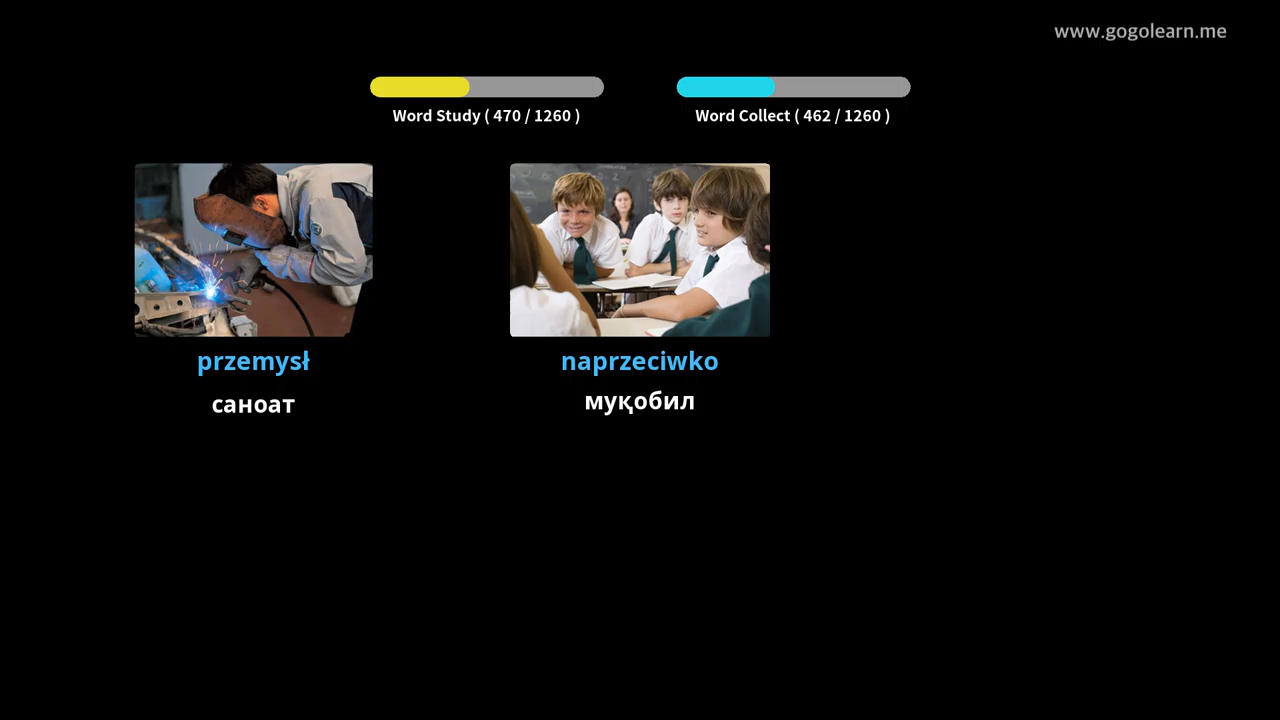 www.gogolearn.me
Word Study ( 470 / 1260 )
Word Collect ( 462 / 1260 )
przemysł
саноат
naprzeciwko
муқобил